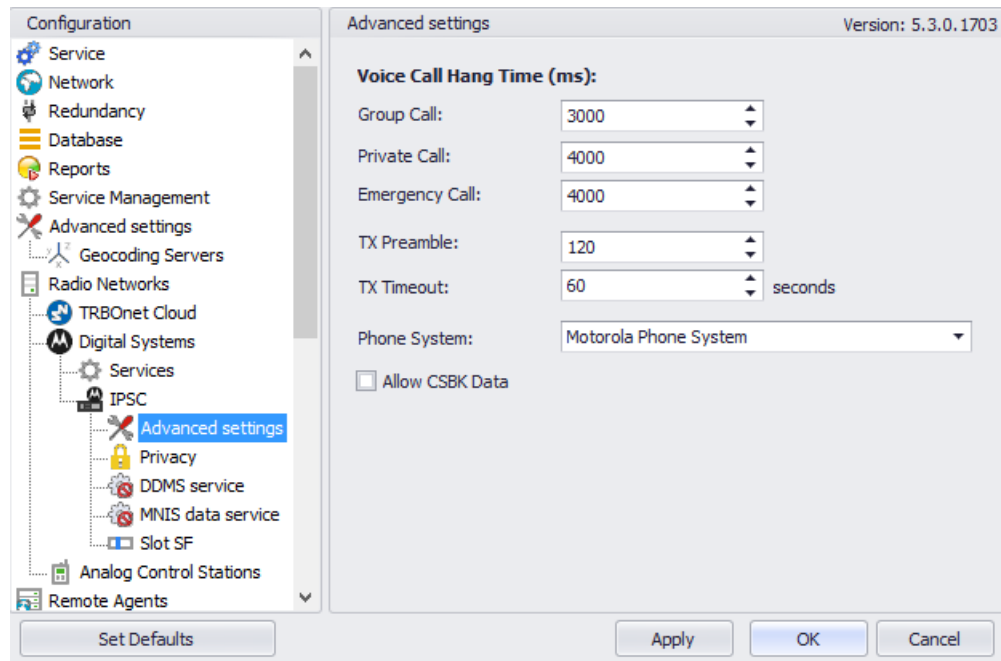 Configuration
Service
Network
Redundancy
Database
Reports
Service Management
Advanced settings
Geocoding Servers
Radio Networks
TRBOnet Cloud
Digital Systems
Services
IPSC
Advanced settings
Privacy
DDMS service
MNIS data service
Slot SF
Analog Control Stations
Remote Agents
Set Defaults
Advanced settings Version: 5.3.0.1703
Voice Call Hang Time (ms):
Group Call: 3000
Private Call: 4000
Emergency Call: 4000
TX Preamble: 120
TX Timeout: 60 seconds
Phone System: Motorola Phone System
Allow CSBK Data
Apply OK Cancel